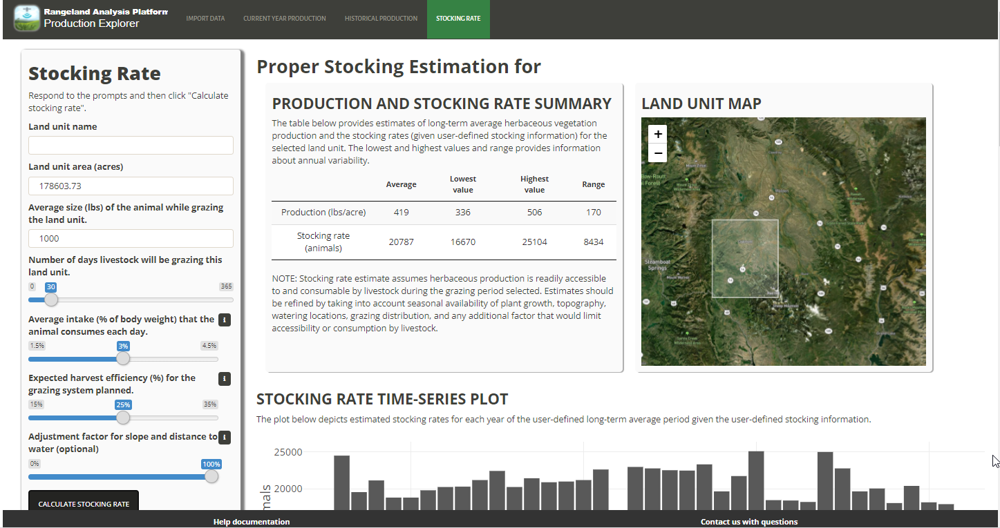 Rangeland Analysis Platform
Production Explorer
IMPORT DATA
CURRENT YEAR PRODUCTION
HISTORICAL PRODUCTION
STOCKING RATE
Stocking Rate
Respond to the prompts and then click "Calculate
stocking rate".
Land unit name
Land unit area (acres)
178603.73
Average size (lbs) of the animal while grazing
the land unit.
1000
Number of days livestock will be grazing this
land unit.
0
30
365
Average intake (% of body weight) that the
animal consumes each day.
i
1.5%
3%
4.5%
Expected harvest efficiency (%) for the
grazing system planned.
i
15%
25%
35%
Adjustment factor for slope and distance to
water (optional)
i
0%
100%
CALCULATE STOCKING RATE
Proper Stocking Estimation for
PRODUCTION AND STOCKING RATE SUMMARY
The table below provides estimates of long-term average herbaceous vegetation
production and the stocking rates (given user-defined stocking information) for the
selected land unit. The lowest and highest values and range provides information
about annual variability.
Average Lowest value Highest value Range
Production (lbs/acre) 419 336 506 170
Stocking rate (animals) 20787 16670 25104 8434
NOTE: Stocking rate estimate assumes herbaceous production is readily accessible
to and consumable by livestock during the grazing period selected. Estimates should
be refined by taking into account seasonal availability of plant growth, topography,
watering locations, grazing distribution, and any additional factor that would limit
accessibility or consumption by livestock.
LAND UNIT MAP
+
−
Walden
Steamboat
Springs
STOCKING RATE TIME-SERIES PLOT
The plot below depicts estimated stocking rates for each year of the user-defined long-term average period given the user-defined stocking information.
25000
20000
Help documentation
Contact us with questions